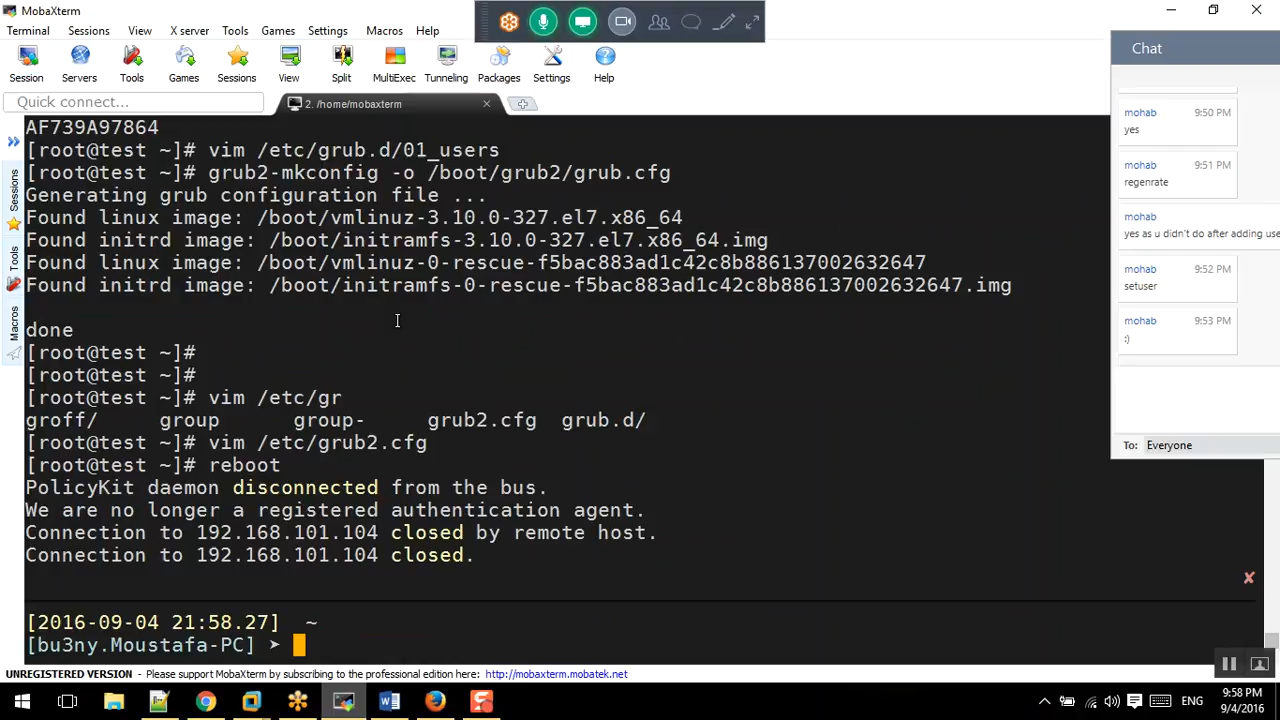 MobaXterm
Terminal Sessions View X server Tools Games Settings Macros Help
Session Servers Tools Games Sessions View Split MultiExec Tunneling Packages Settings Help
Quick connect...
2. /home/mobaxterm
Sessions
Tools
Macros
AF739A97864
[root@test ~]# vim /etc/grub.d/01_users
[root@test ~]# grub2-mkconfig -o /boot/grub2/grub.cfg
Generating grub configuration file ...
Found linux image: /boot/vmlinuz-3.10.0-327.el7.x86_64
Found initrd image: /boot/initramfs-3.10.0-327.el7.x86_64.img
Found linux image: /boot/vmlinuz-0-rescue-f5bac883ad1c42c8b886137002632647
Found initrd image: /boot/initramfs-0-rescue-f5bac883ad1c42c8b886137002632647.img
done
[root@test ~]#
[root@test ~]#
[root@test ~]# vim /etc/gr
groff/ group group- grub2.cfg grub.d/
[root@test ~]# vim /etc/grub2.cfg
[root@test ~]# reboot
PolicyKit daemon disconnected from the bus.
We are no longer a registered authentication agent.
Connection to 192.168.101.104 closed by remote host.
Connection to 192.168.101.104 closed.
[2016-09-04 21:58.27] ~
[bu3ny.Moustafa-PC] ➤
Chat
mohab 9:50 PM
yes
mohab 9:51 PM
regenrate
mohab
yes as u didn't do after adding use
mohab 9:52 PM
setuser
mohab 9:53 PM
:)
To: Everyone
UNREGISTERED VERSION - Please support MobaXterm by subscribing to the professional edition here: http://mobaxterm.mobatek.net
ENG
9:58 PM
9/4/2016